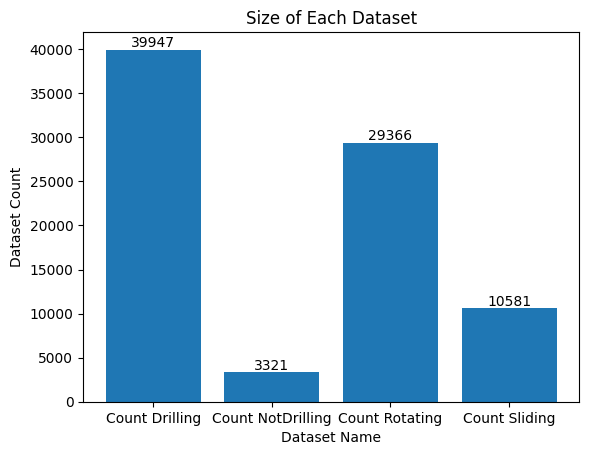 Size of Each Dataset
Dataset Count
40000
35000
30000
25000
20000
15000
10000
5000
0
39947
3321
29366
10581
Count Drilling
Count NotDrilling
Count Rotating
Count Sliding
Dataset Name